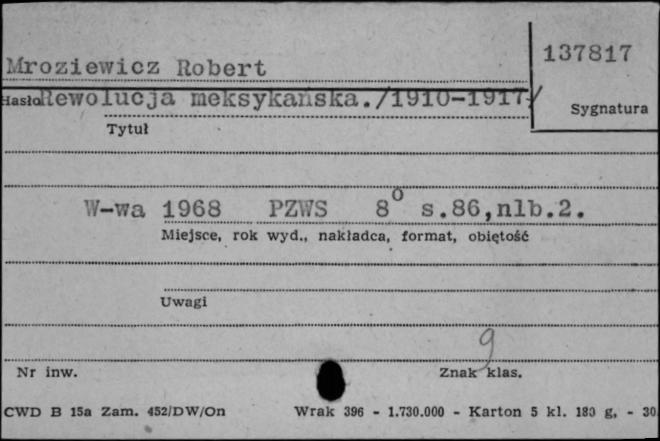 137817
Mroziewicz Robert
Hasło Rewolucja meksykańska./1910-1917/
Sygnatura
Tytuł
W-wa 1968 PZWS 8° s.86,nlb.2.
Miejsce, rok wyd., nakładca, format, objętość
Uwagi
9
Nr inw. Znak klas.
CWD B 15a Zam. 452/DW/On Wrak 396 - 1.730.000 - Karton 5 kl. 180 g, - 30